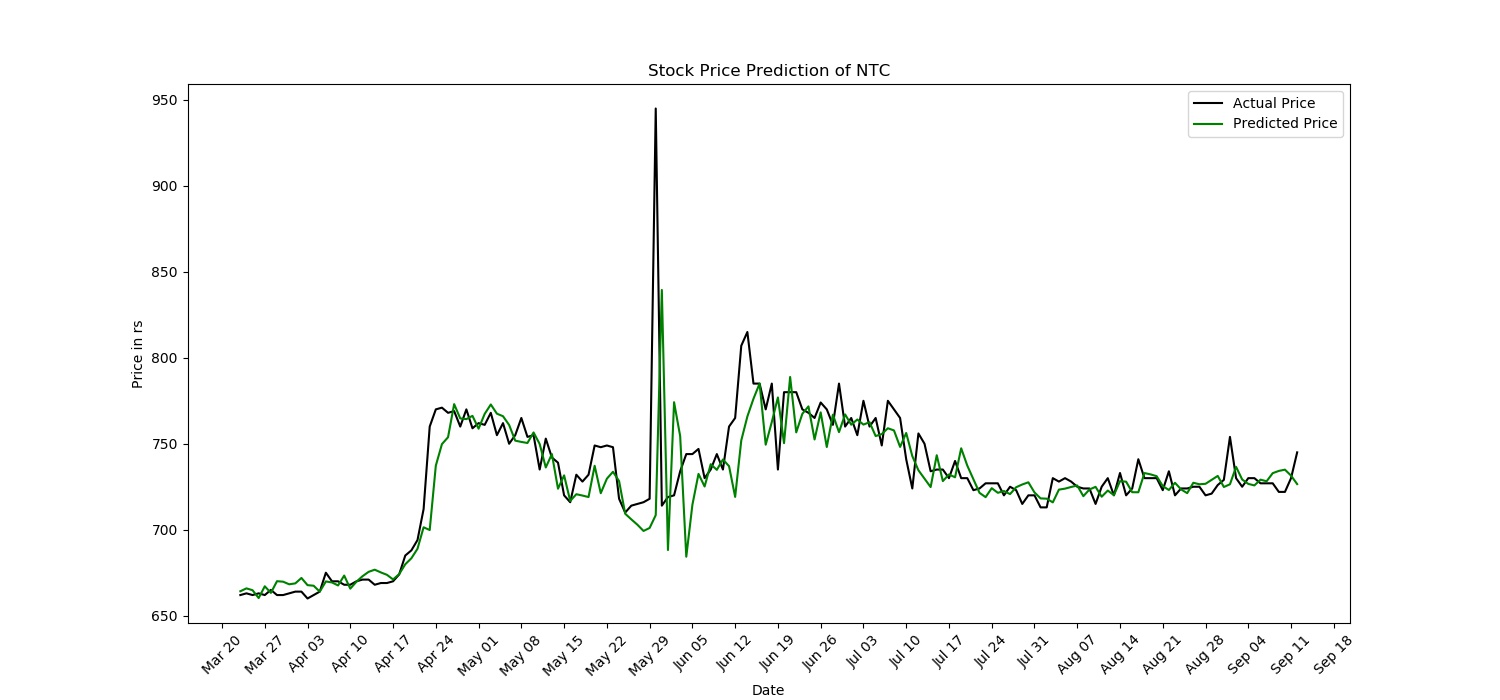 Stock Price Prediction of NTC
Actual Price
Predicted Price
Price in rs
950
900
850
800
750
700
650
Mar 20
Mar 27
Apr 03
Apr 10
Apr 17
Apr 24
May 01
May 08
May 15
May 22
May 29
Jun 05
Jun 12
Jun 19
Jun 26
Jul 03
Jul 10
Jul 17
Jul 24
Jul 31
Aug 07
Aug 14
Aug 21
Aug 28
Sep 04
Sep 11
Sep 18
Date